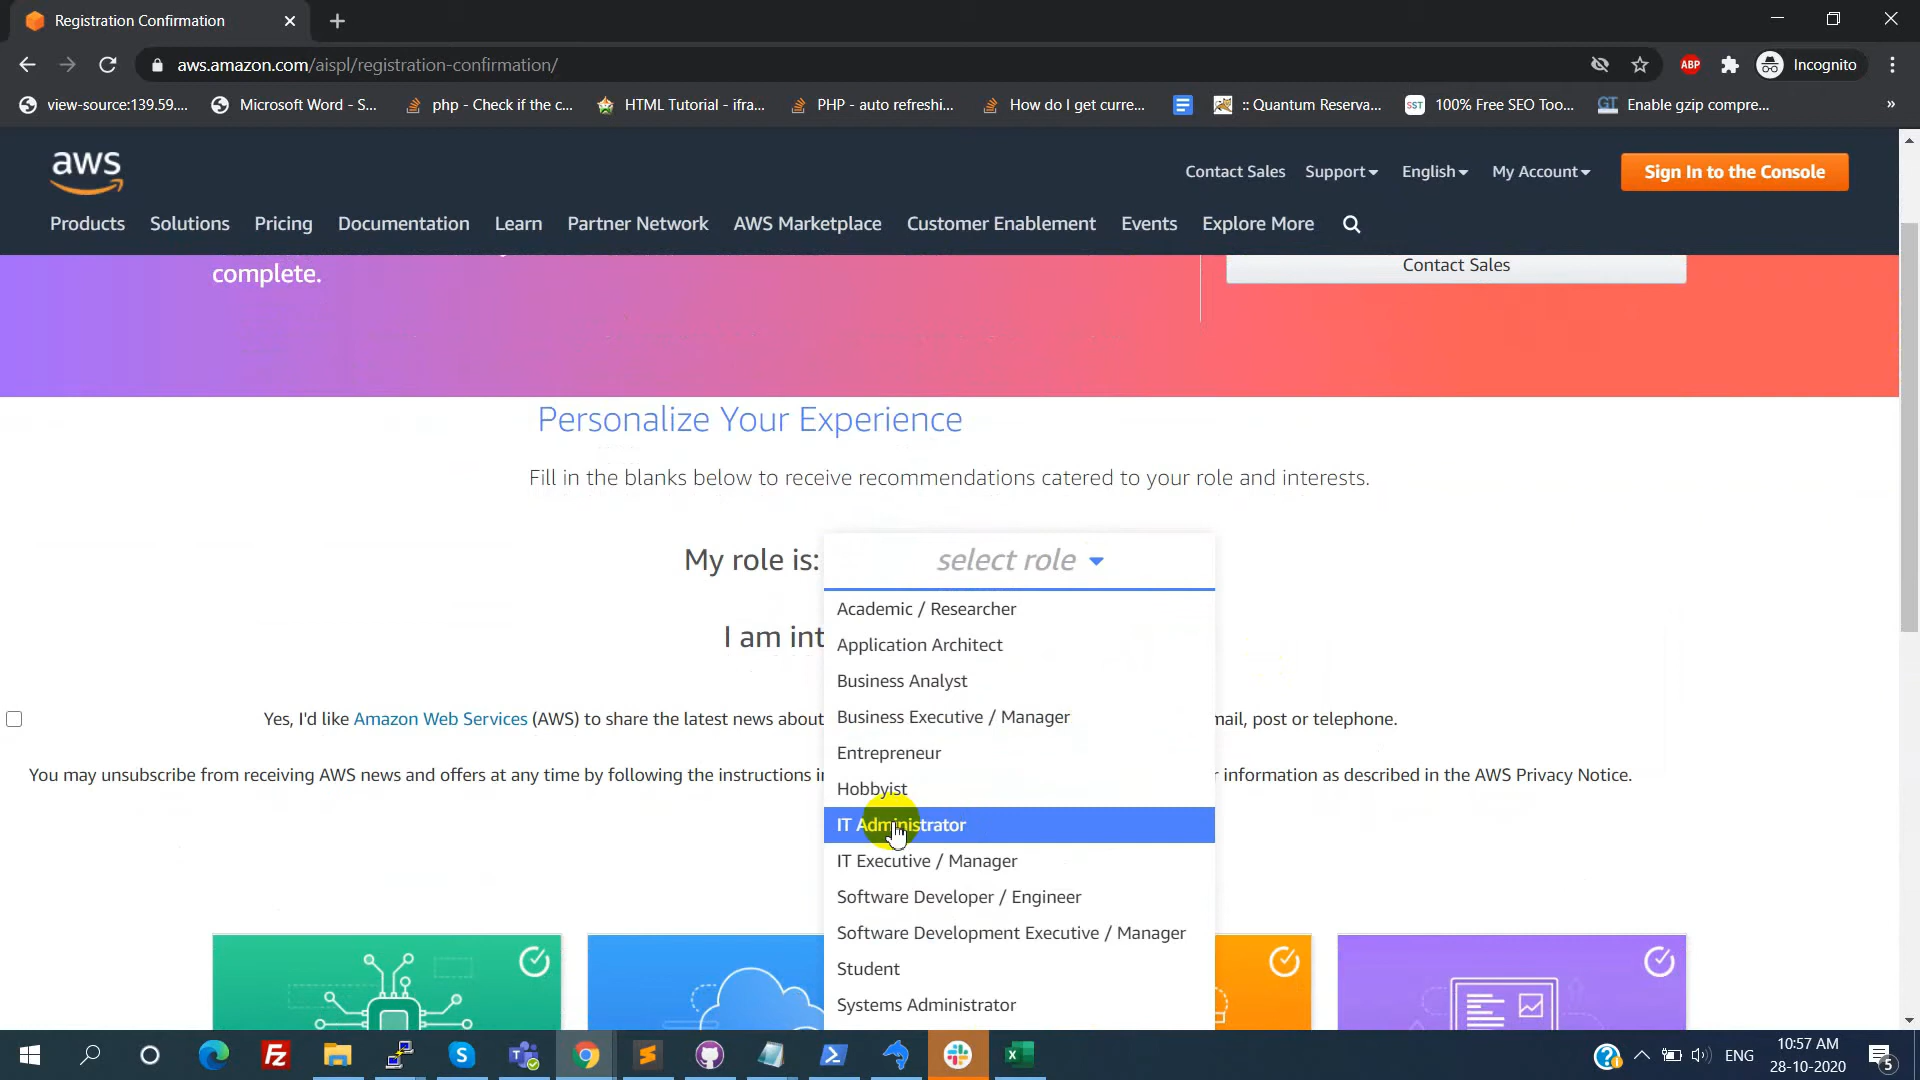 Registration Confirmation
aws.amazon.com/aispl/registration-confirmation/
ABP
Incognito
view-source:139.59....
Microsoft Word - S...
php - Check if the c...
HTML Tutorial - ifra...
PHP - auto refreshi...
How do I get curre...
:: Quantum Reserva...
SST
100% Free SEO Too...
GT
Enable gzip compre...
»
aws
Contact Sales
Support
English
My Account
Sign In to the Console
Products
Solutions
Pricing
Documentation
Learn
Partner Network
AWS Marketplace
Customer Enablement
Events
Explore More
complete.
Contact Sales
Personalize Your Experience
Fill in the blanks below to receive recommendations catered to your role and interests.
My role is: select role
Academic / Researcher
Application Architect
I am int
Business Analyst
Business Executive / Manager
Yes, I'd like Amazon Web Services (AWS) to share the latest news about
mail, post or telephone.
Entrepreneur
You may unsubscribe from receiving AWS news and offers at any time by following the instructions i
r information as described in the AWS Privacy Notice.
Hobbyist
IT Administrator
IT Executive / Manager
Software Developer / Engineer
Software Development Executive / Manager
Student
Systems Administrator
ENG
10:57 AM
28-10-2020
5